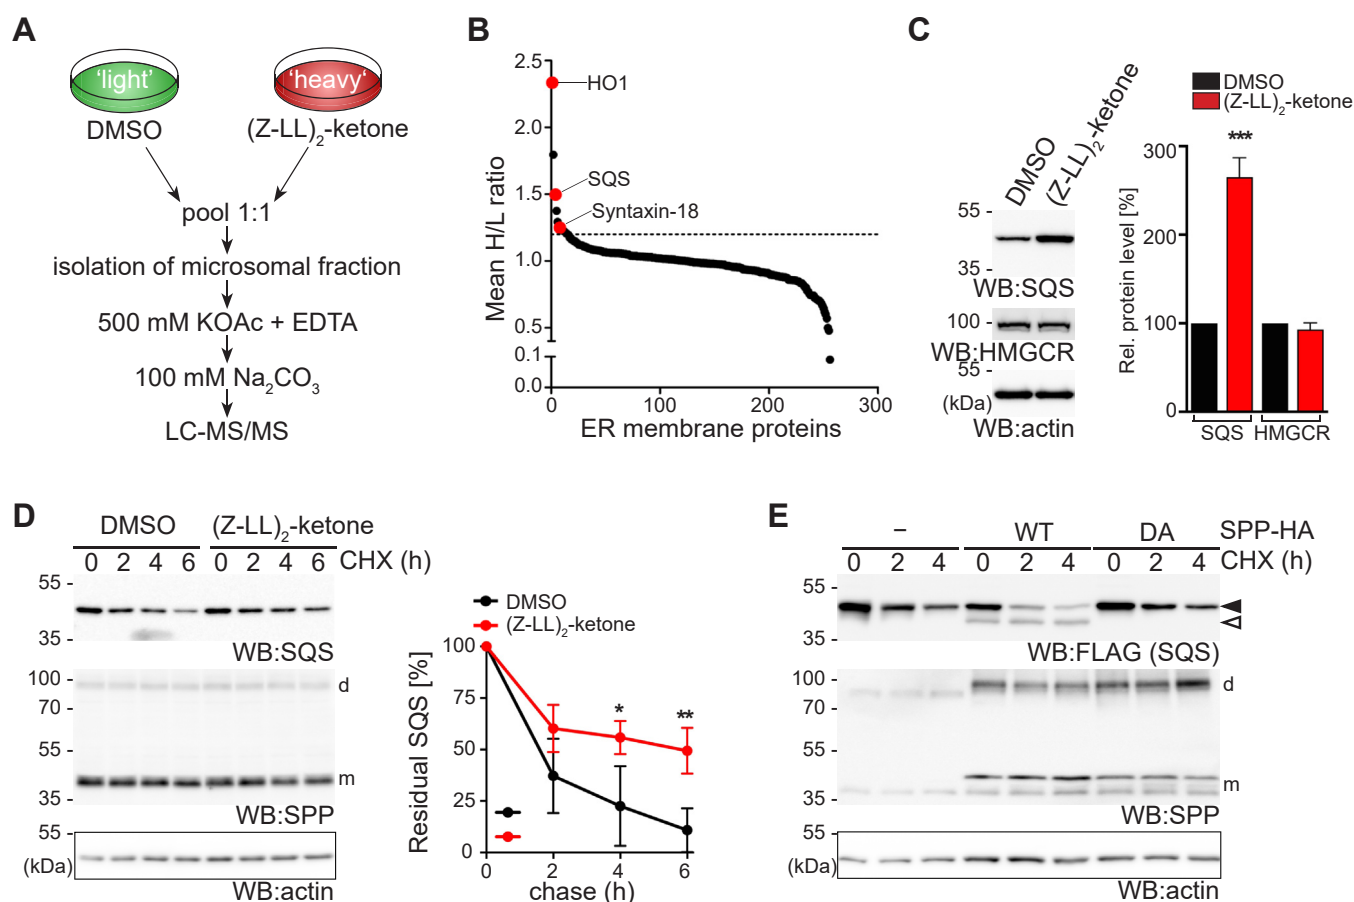 A
'light'
'heavy'
DMSO
(Z-LL)2-ketone
pool 1:1
isolation of microsomal fraction
500 mM KOAc + EDTA
100 mM Na2CO3
LC-MS/MS
B
Mean H/L ratio
2.5
2.0
1.5
1.0
0.5
0.1
0.0
HO1
SQS
Syntaxin-18
0
100
200
300
ER membrane proteins
C
DMSO
(Z-LL)2-ketone
55
35
WB:SQS
100
WB:HMGCR
55
(kDa)
WB:actin
DMSO
(Z-LL)2-ketone
Rel. protein level [%]
300
200
100
0
***
SQS
HMGCR
D
DMSO
(Z-LL)2-ketone
0 2 4 6 0 2 4 6 CHX (h)
55
35
WB:SQS
100
70
55
35
d
m
WB:SPP
55
(kDa)
WB:actin
DMSO
(Z-LL)2-ketone
Residual SQS [%]
100
75
50
25
0
*
**
0 2 4 6
chase (h)
E
– WT DA SPP-HA
0 2 4 0 2 4 0 2 4 CHX (h)
55
35
WB:FLAG (SQS)
100
70
55
35
d
m
WB:SPP
55
(kDa)
WB:actin